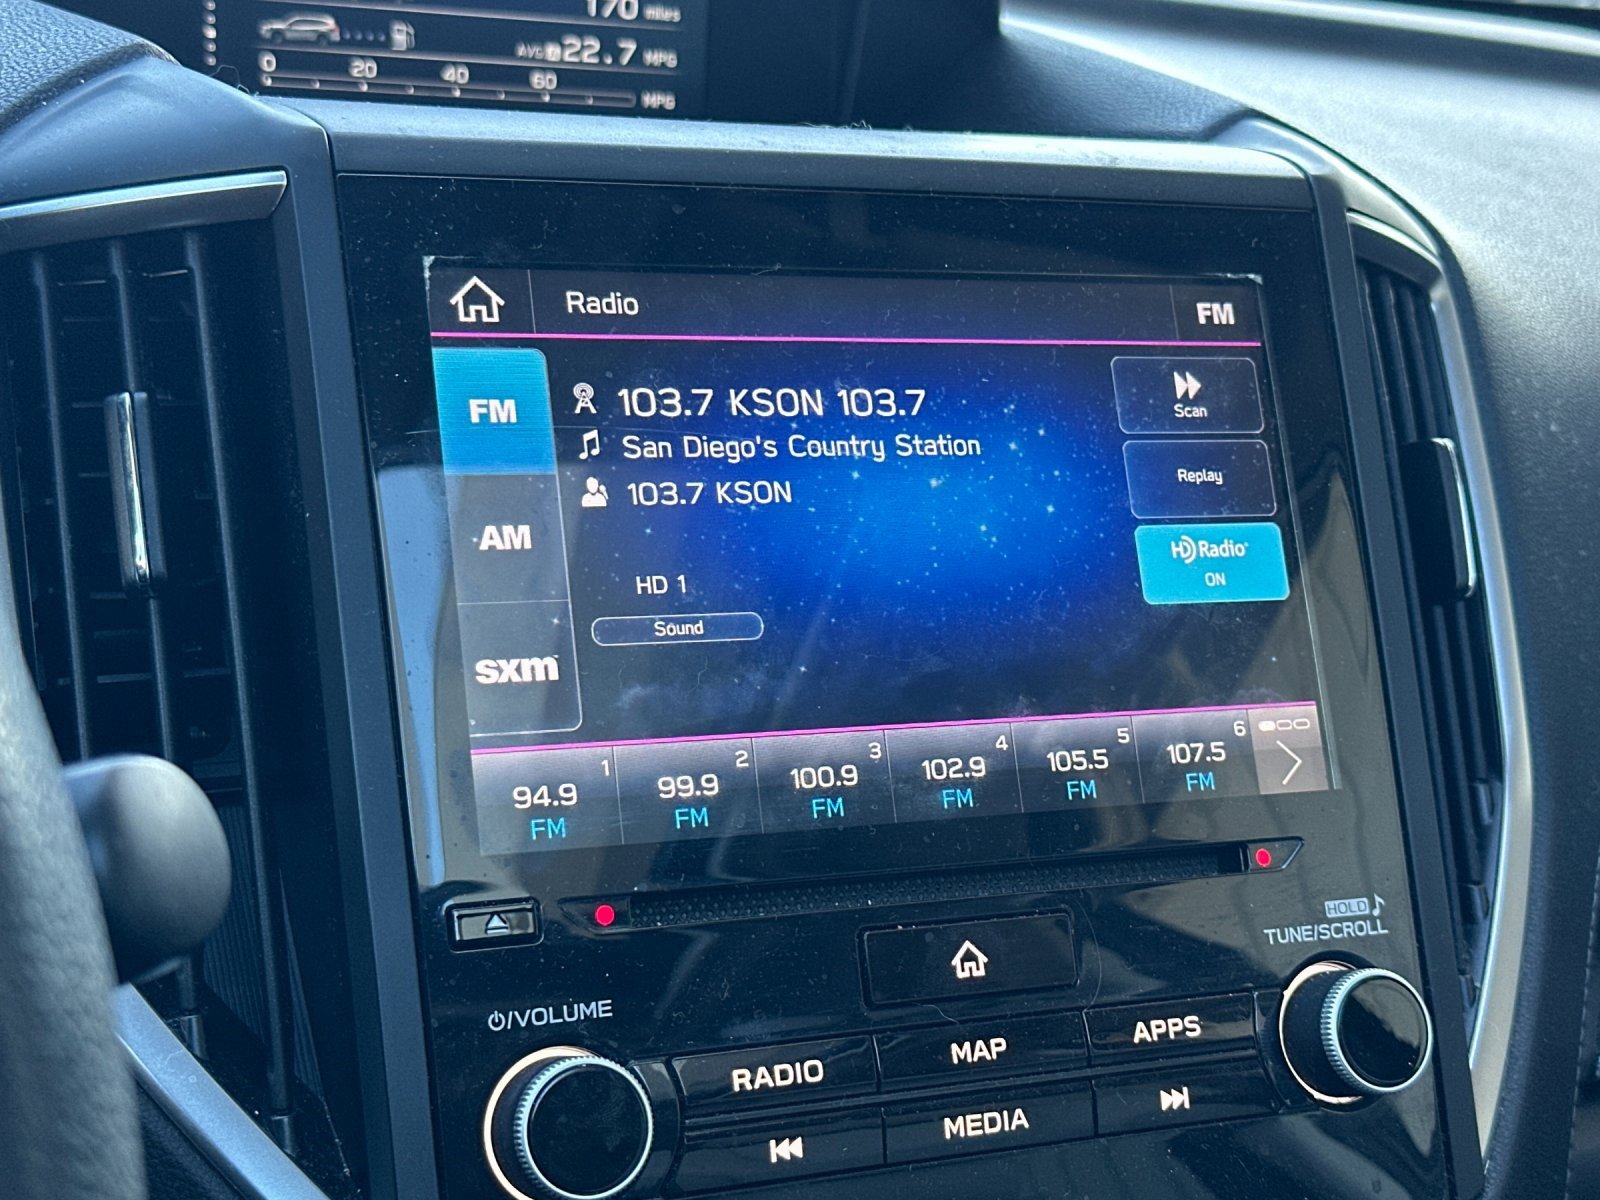 170 miles
AVG 22.7 MPG
0 20 40 60
MPG
Radio
FM
FM
103.7 KSON 103.7
Scan
San Diego's Country Station
Replay
103.7 KSON
AM
HD Radio
ON
HD 1
Sound
sxm
1 2 3 4 5 6
94.9 99.9 100.9 102.9 105.5 107.5
FM FM FM FM FM FM
HOLD
TUNE/SCROLL
/VOLUME
RADIO MAP APPS
MEDIA